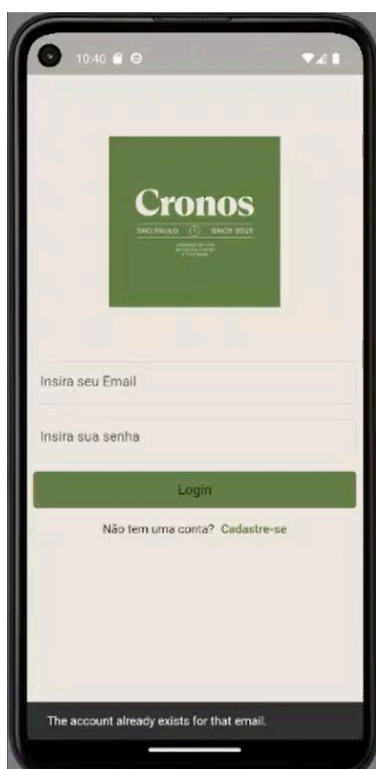 10:40
Cronos
SÃO PAULO SINCE 2023
Insira seu Email
Insira sua senha
Login
Não tem uma conta? Cadastre-se
The account already exists for that email.